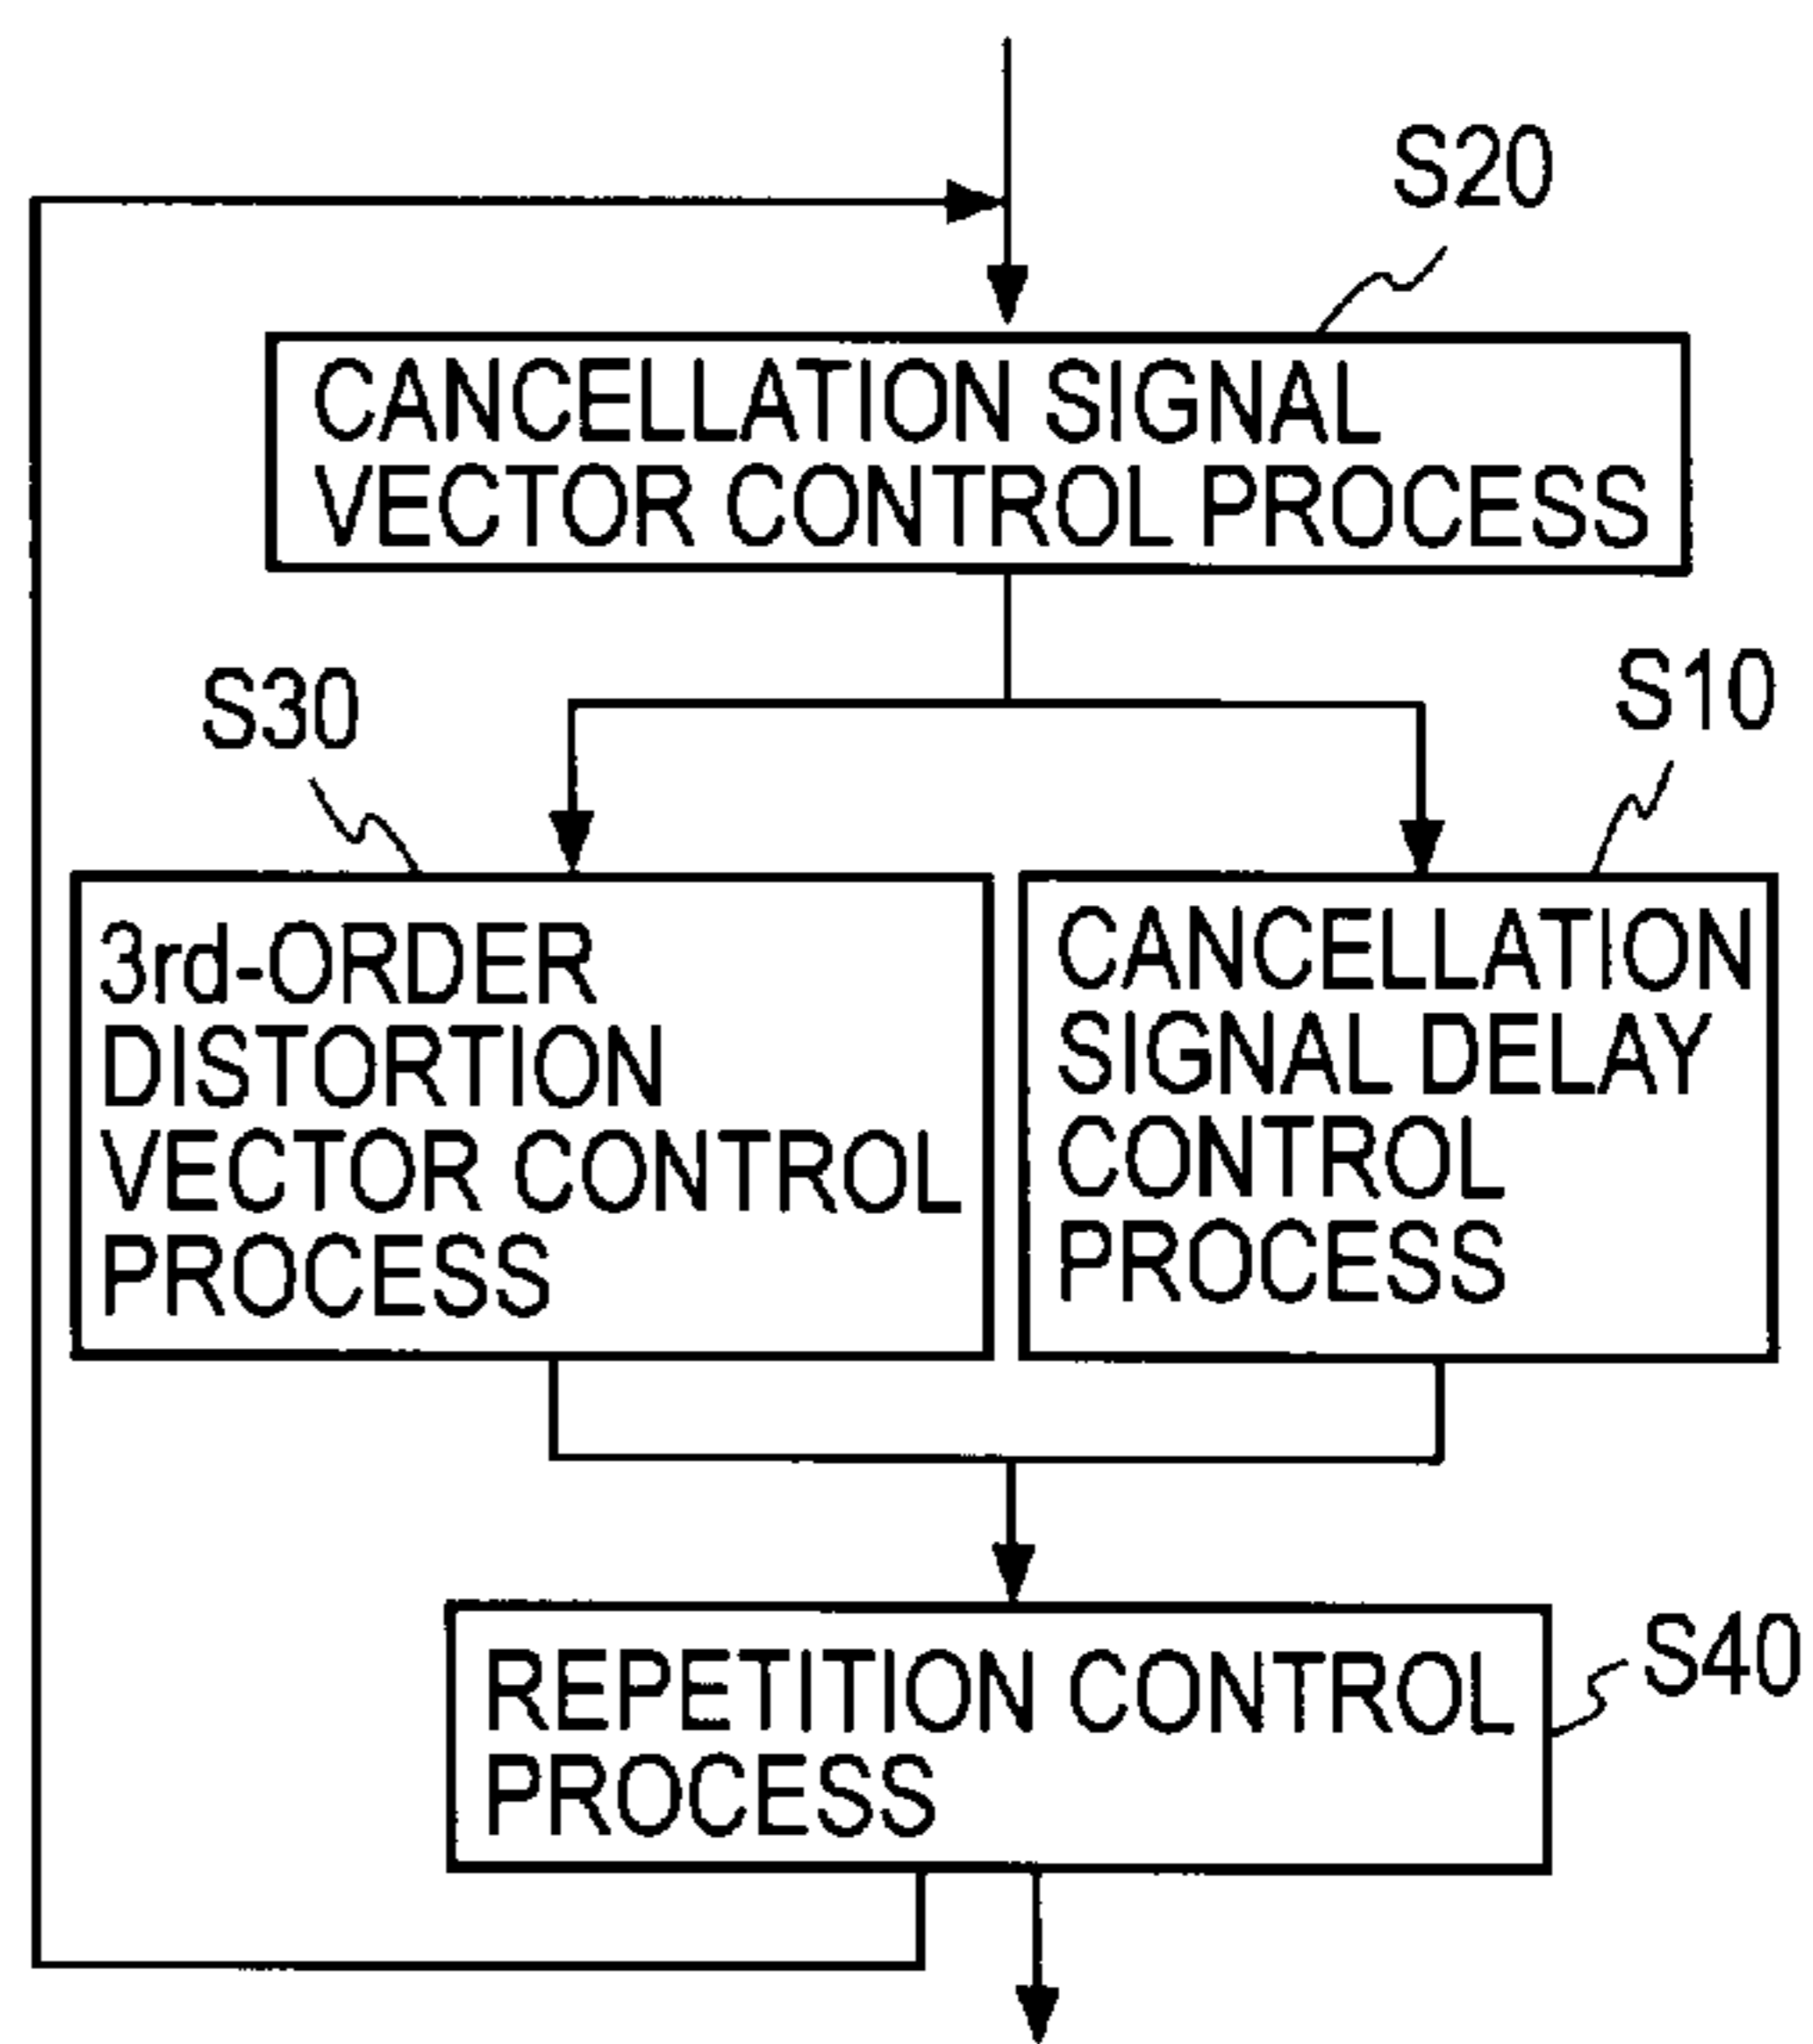 S20
CANCELLATION SIGNAL
VECTOR CONTROL PROCESS
S30
S10
3rd-ORDER
DISTORTION
VECTOR CONTROL
PROCESS
CANCELLATION
SIGNAL DELAY
CONTROL
PROCESS
REPETITION CONTROL
PROCESS
S40